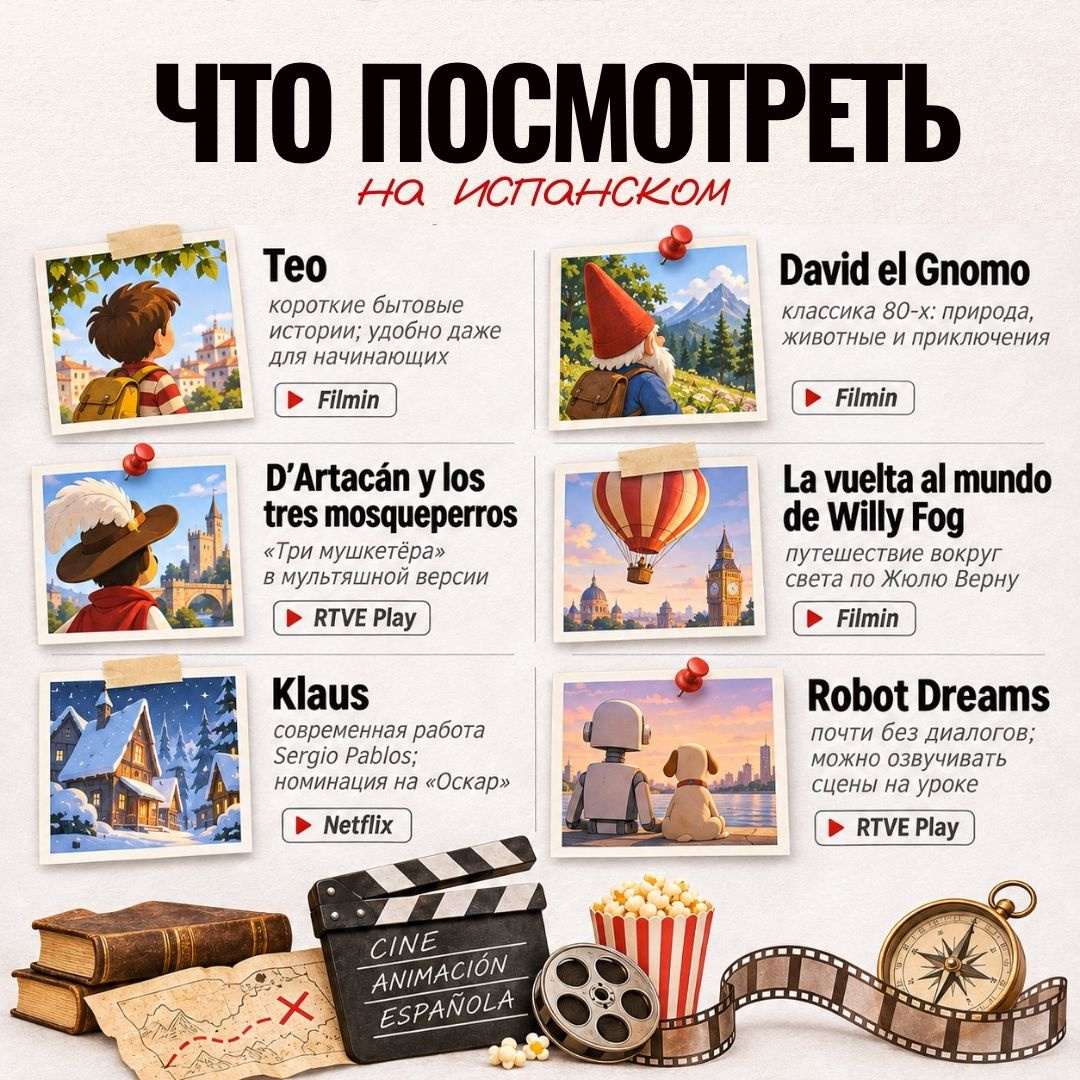 ЧТО ПОСМОТРЕТЬ
на испанском
Teo
короткие бытовые
истории; удобно даже
для начинающих
Filmin
David el Gnomo
классика 80-х: природа,
животные и приключения
Filmin
D’Artacán y los
tres mosqueperros
«Три мушкетёра»
в мультяшной версии
RTVE Play
La vuelta al mundo
de Willy Fog
путешествие вокруг
света по Жюлю Верну
Filmin
Klaus
современная работа
Sergio Pablos;
номинация на «Оскар»
Netflix
Robot Dreams
почти без диалогов;
можно озвучивать
сцены на уроке
RTVE Play
CINE
ANIMACIÓN
ESPAÑOLA